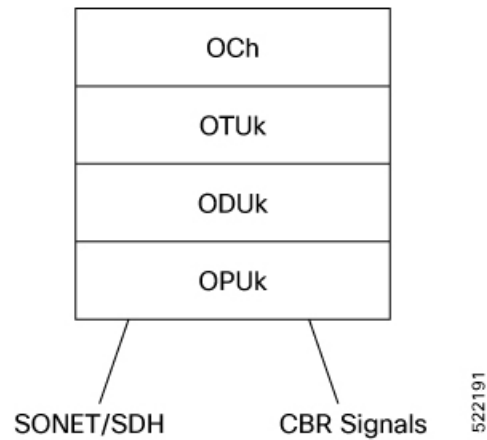 OCh
OTUk
ODUk
OPUk
SONET/SDH
CBR Signals
522191